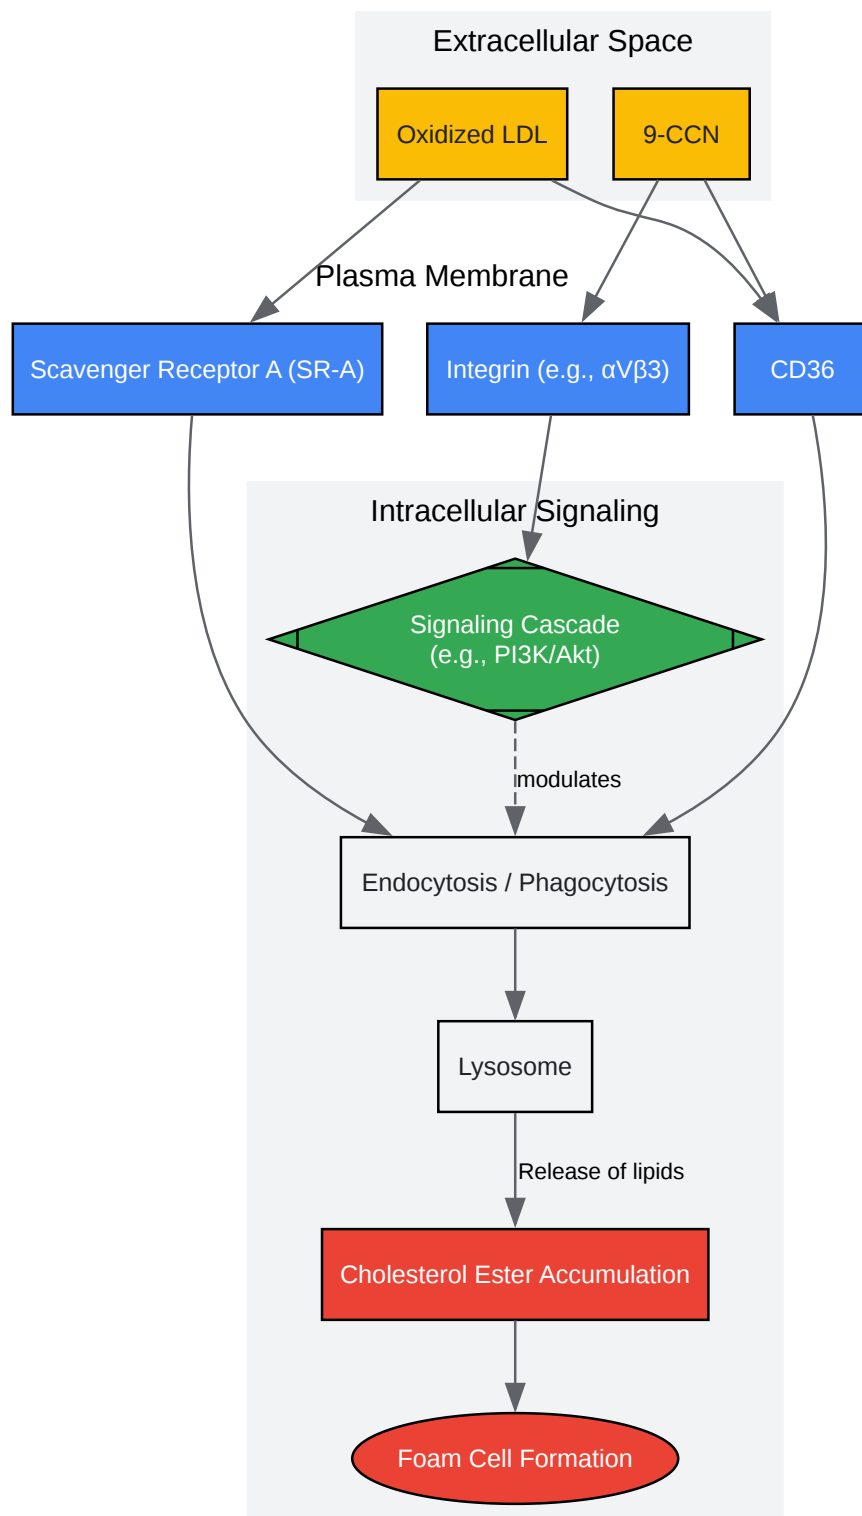 Extracellular Space
Oxidized LDL
9-CCN
Plasma Membrane
Scavenger Receptor A (SR-A)
Integrin (e.g., αVβ3)
CD36
Intracellular Signaling
Signaling Cascade
(e.g., PI3K/Akt)
modulates
Endocytosis / Phagocytosis
Lysosome
Release of lipids
Cholesterol Ester Accumulation
Foam Cell Formation